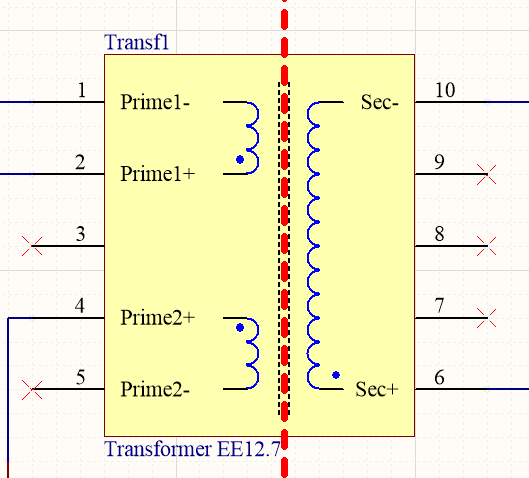 Transf1
1 Prime1- Sec- 10
2 Prime1+ 9
3 8
4 Prime2+ 7
5 Prime2- Sec+ 6
Transformer EE12.7